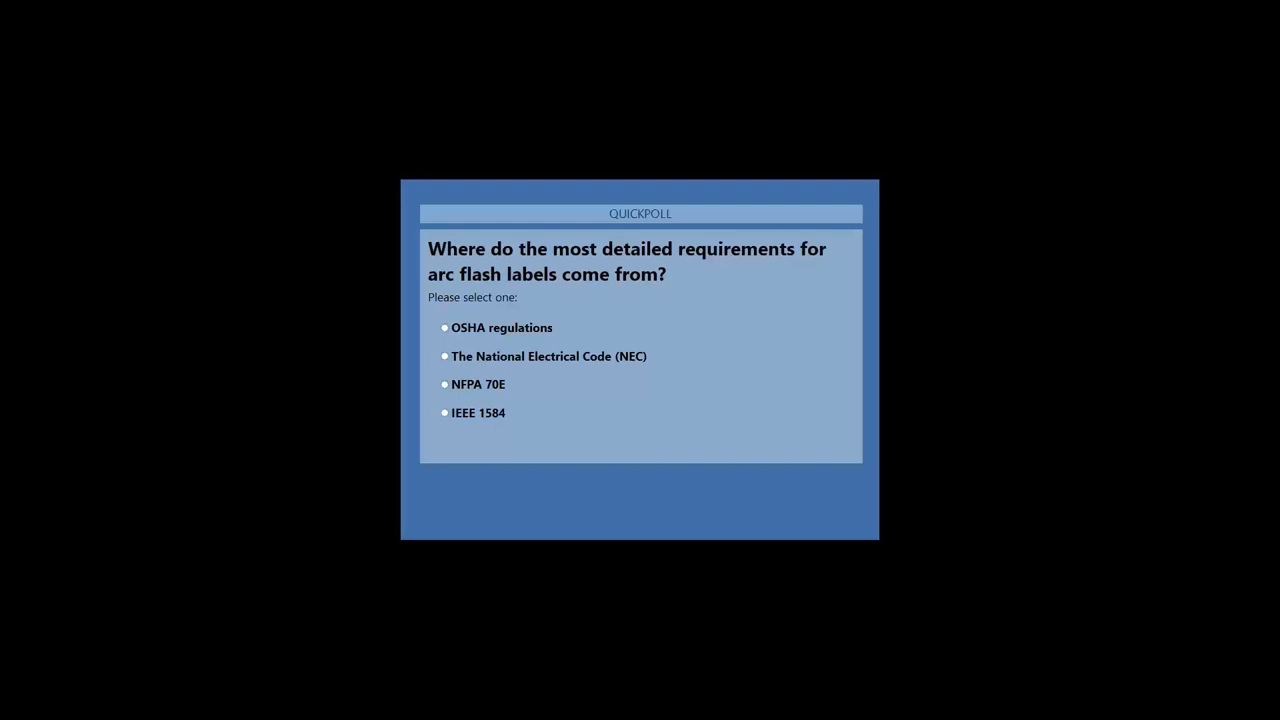 QUICKPOLL
Where do the most detailed requirements for
arc flash labels come from?
Please select one:
OSHA regulations
The National Electrical Code (NEC)
NFPA 70E
IEEE 1584